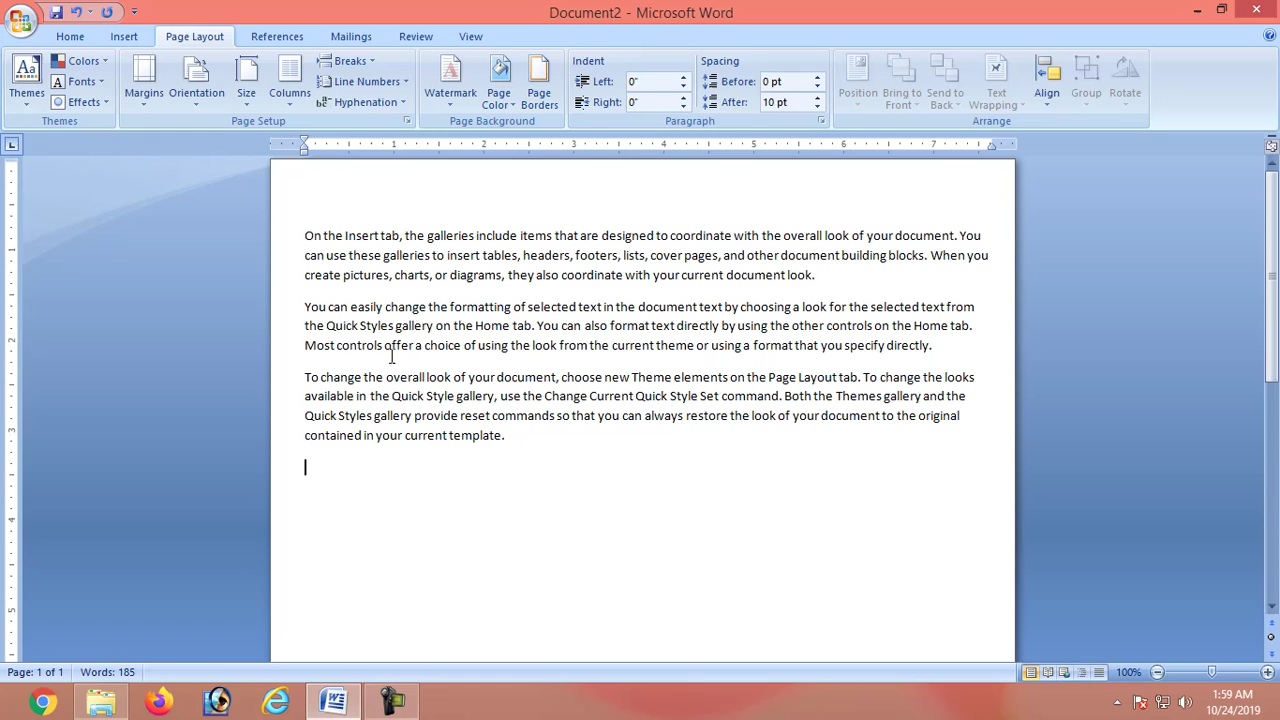 Document2 - Microsoft Word
Home Insert Page Layout References Mailings Review View
Themes
Aa
Colors
Fonts
Effects
Themes
Margins
Orientation
Size
Columns
Breaks
Line Numbers
Hyphenation
Page Setup
Watermark
Page Color
Page Borders
Page Background
Indent
Left: 0"
Right: 0"
Spacing
Before: 0 pt
After: 10 pt
Paragraph
Position
Bring to Front
Send to Back
Text Wrapping
Align
Group
Rotate
Arrange
1 2 3 4 5 6 7
On the Insert tab, the galleries include items that are designed to coordinate with the overall look of your document. You
can use these galleries to insert tables, headers, footers, lists, cover pages, and other document building blocks. When you
create pictures, charts, or diagrams, they also coordinate with your current document look.
You can easily change the formatting of selected text in the document text by choosing a look for the selected text from
the Quick Styles gallery on the Home tab. You can also format text directly by using the other controls on the Home tab.
Most controls offer a choice of using the look from the current theme or using a format that you specify directly.
To change the overall look of your document, choose new Theme elements on the Page Layout tab. To change the looks
available in the Quick Style gallery, use the Change Current Quick Style Set command. Both the Themes gallery and the
Quick Styles gallery provide reset commands so that you can always restore the look of your document to the original
contained in your current template.
1
2
3
4
5
Page: 1 of 1 Words: 185
100%
1:59 AM
10/24/2019